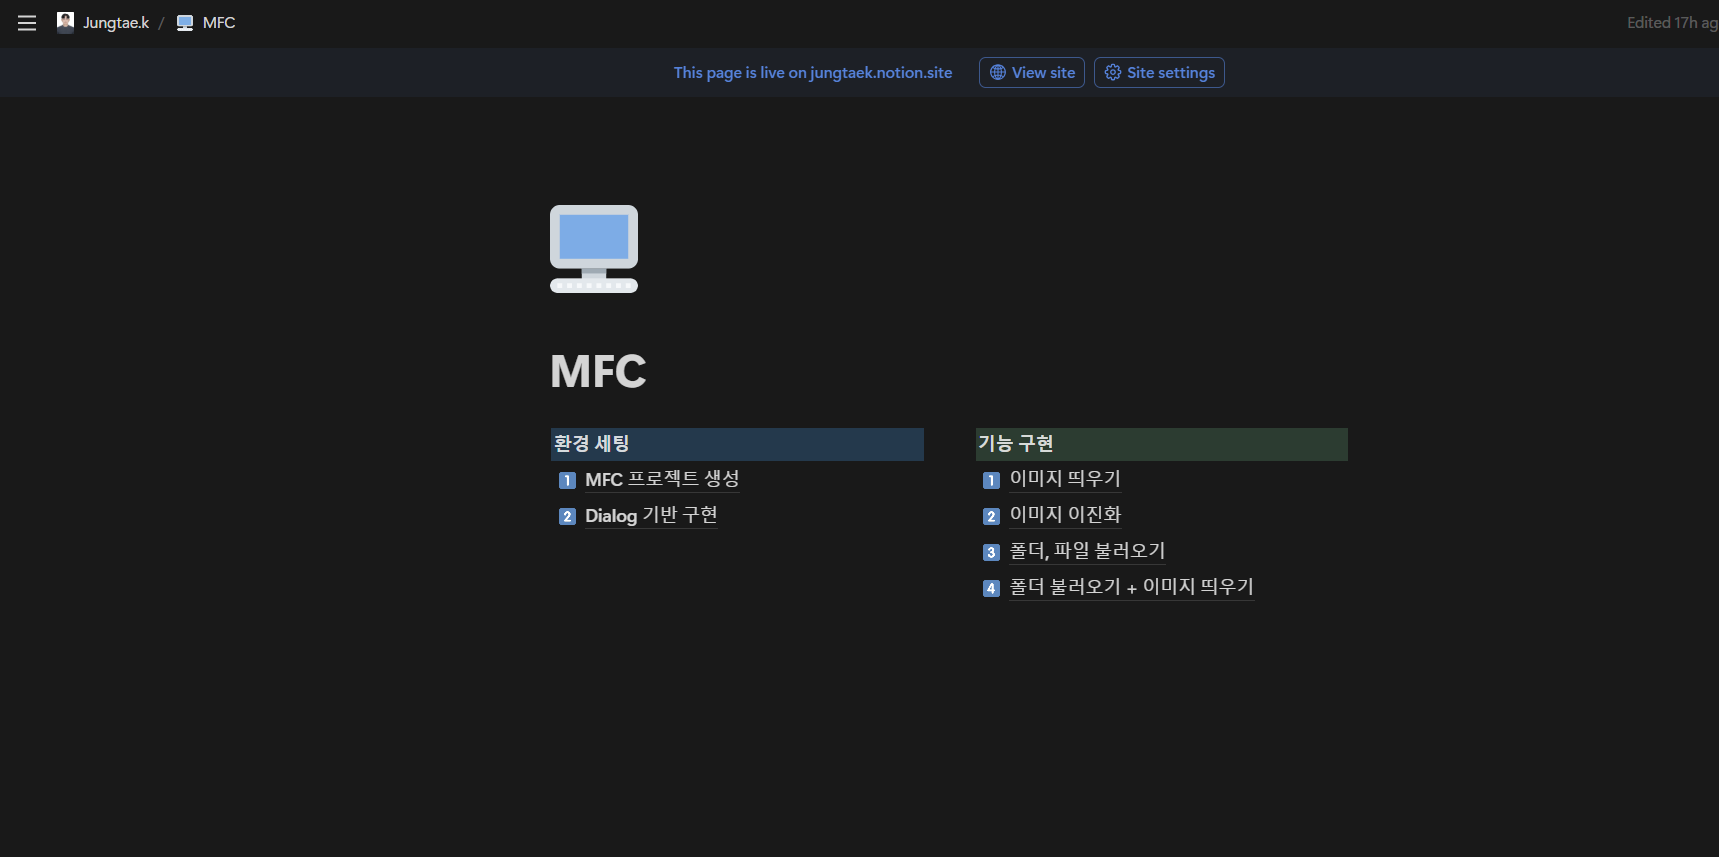 Jungtae.k / MFC
Edited 17h ag
This page is live on jungtaek.notion.site
View site
Site settings
MFC
환경 세팅
1 MFC 프로젝트 생성
2 Dialog 기반 구현
기능 구현
1 이미지 띄우기
2 이미지 이진화
3 폴더, 파일 불러오기
4 폴더 불러오기 + 이미지 띄우기